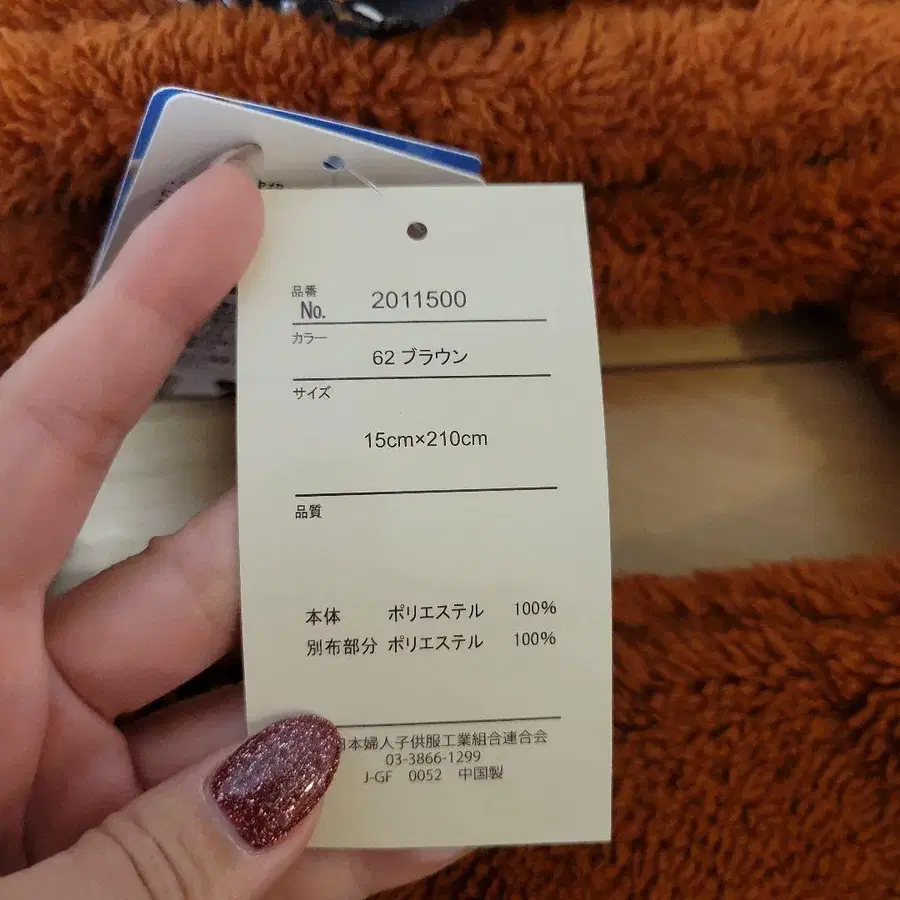 品番
No. 2011500
カラー
62 ブラウン
サイズ
15cm×210cm
品質
本体 ポリエステル 100%
別布部分 ポリエステル 100%
日本婦人子供服工業組合連合会
03-3866-1299
J-GF 0052 中国製